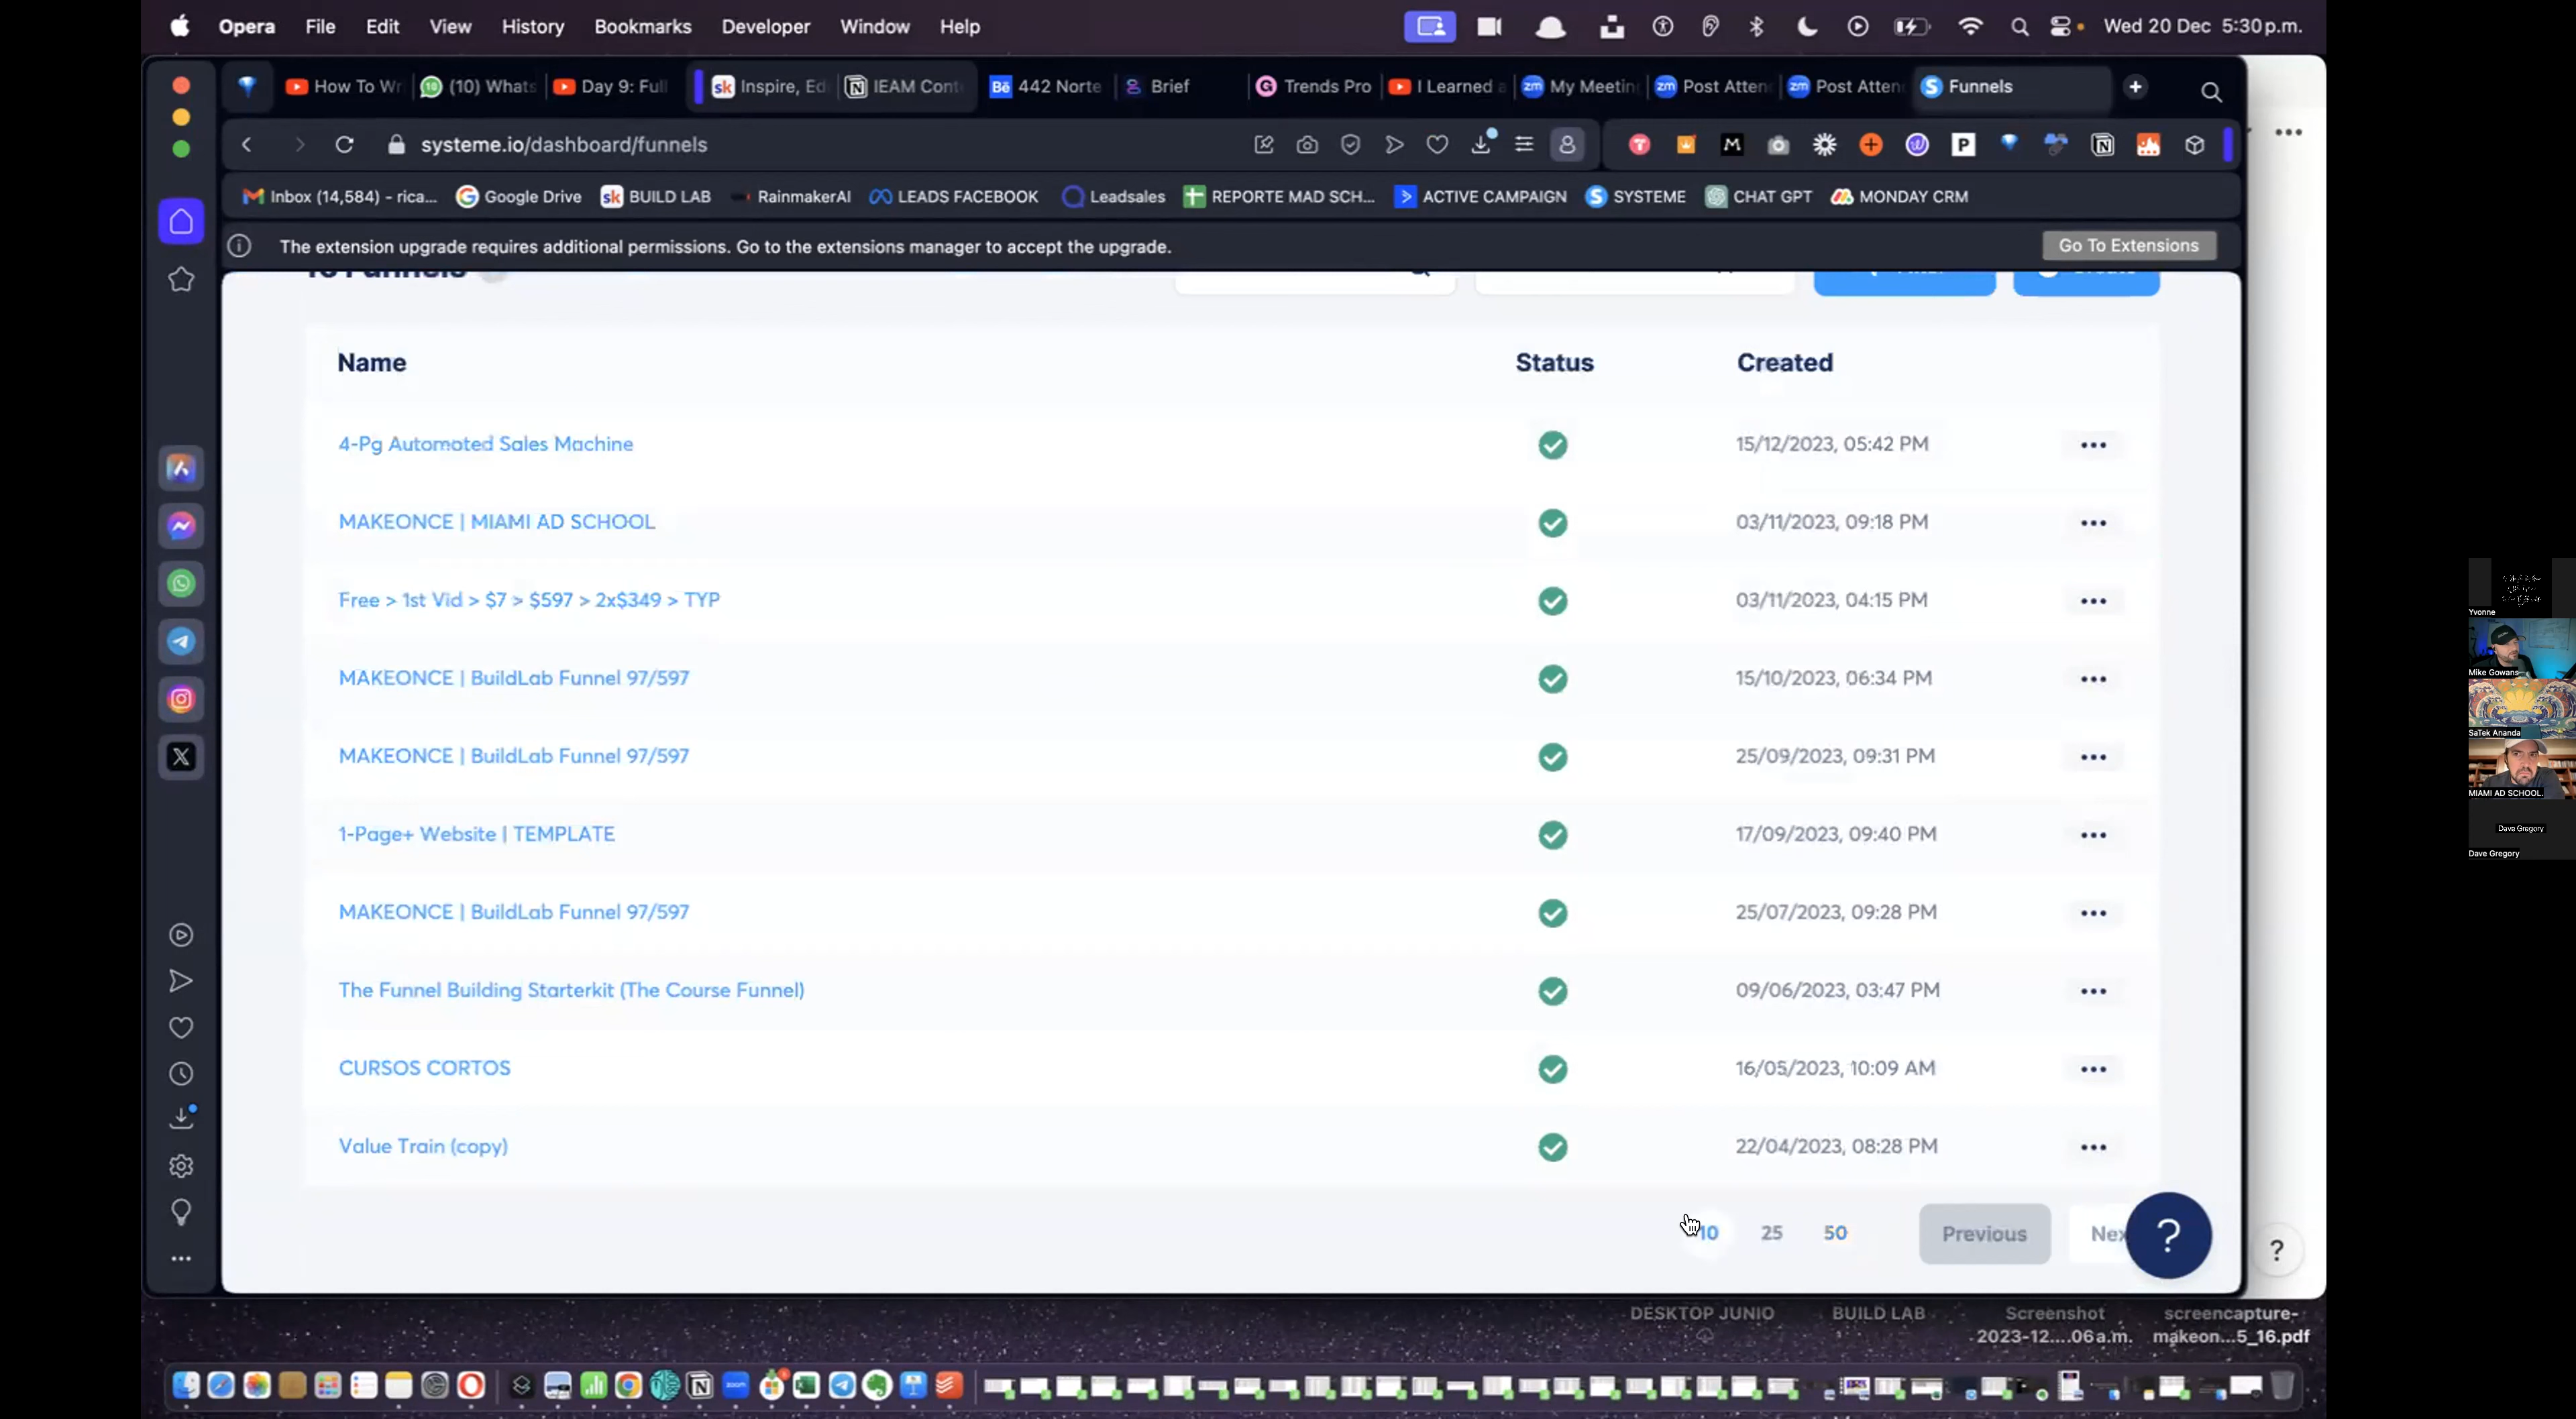 Opera File Edit View History Bookmarks Developer Window Help Wed 20 Dec 5:30 p.m.
How To Wr (10) Whats Day 9: Full Inspire, Ed IEAM Cont Bē 442 Norte Brief Trends Pro I Learned a zm My Meetin zm Post Atten zm Post Atten Funnels
systeme.io/dashboard/funnels
Inbox (14,584) - rica... Google Drive sk BUILD LAB RainmakerAI LEADS FACEBOOK Leadsales REPORTE MAD SCH... ACTIVE CAMPAIGN SYSTEME CHAT GPT MONDAY CRM
The extension upgrade requires additional permissions. Go to the extensions manager to accept the upgrade. Go To Extensions
Name Status Created
4-Pg Automated Sales Machine 15/12/2023, 05:42 PM
MAKEONCE | MIAMI AD SCHOOL 03/11/2023, 09:18 PM
Free > 1st Vid > $7 > $597 > 2x$349 > TYP 03/11/2023, 04:15 PM
MAKEONCE | BuildLab Funnel 97/597 15/10/2023, 06:34 PM
MAKEONCE | BuildLab Funnel 97/597 25/09/2023, 09:31 PM
1-Page+ Website | TEMPLATE 17/09/2023, 09:40 PM
MAKEONCE | BuildLab Funnel 97/597 25/07/2023, 09:28 PM
The Funnel Building Starterkit (The Course Funnel) 09/06/2023, 03:47 PM
CURSOS CORTOS 16/05/2023, 10:09 AM
Value Train (copy) 22/04/2023, 08:28 PM
10 25 50 Previous Nex ?
?
DESKTOP JUNIO BUILD LAB Screenshot screencapture-
2023-12....06 a.m. makeon...5_16.pdf
Yvonne
Mike Gowans
SaTek Ananda
MIAMI AD SCHOOL.
Dave Gregory
Dave Gregory